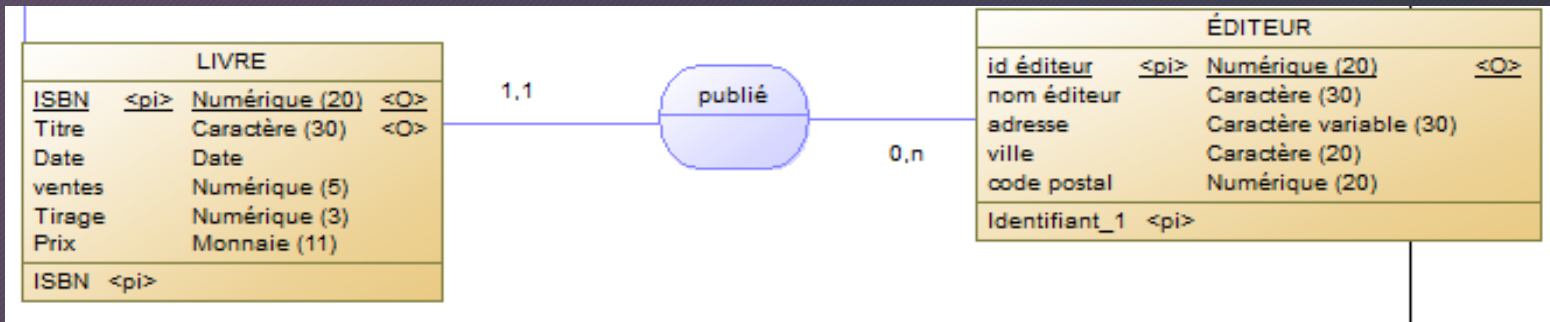 LIVRE
ISBN <pi> Numérique (20) <O>
Titre Caractère (30) <O>
Date Date
ventes Numérique (5)
Tirage Numérique (3)
Prix Monnaie (11)
ISBN <pi>
1,1
publié
0,n
ÉDITEUR
id éditeur <pi> Numérique (20) <O>
nom éditeur Caractère (30)
adresse Caractère variable (30)
ville Caractère (20)
code postal Numérique (20)
Identifiant_1 <pi>